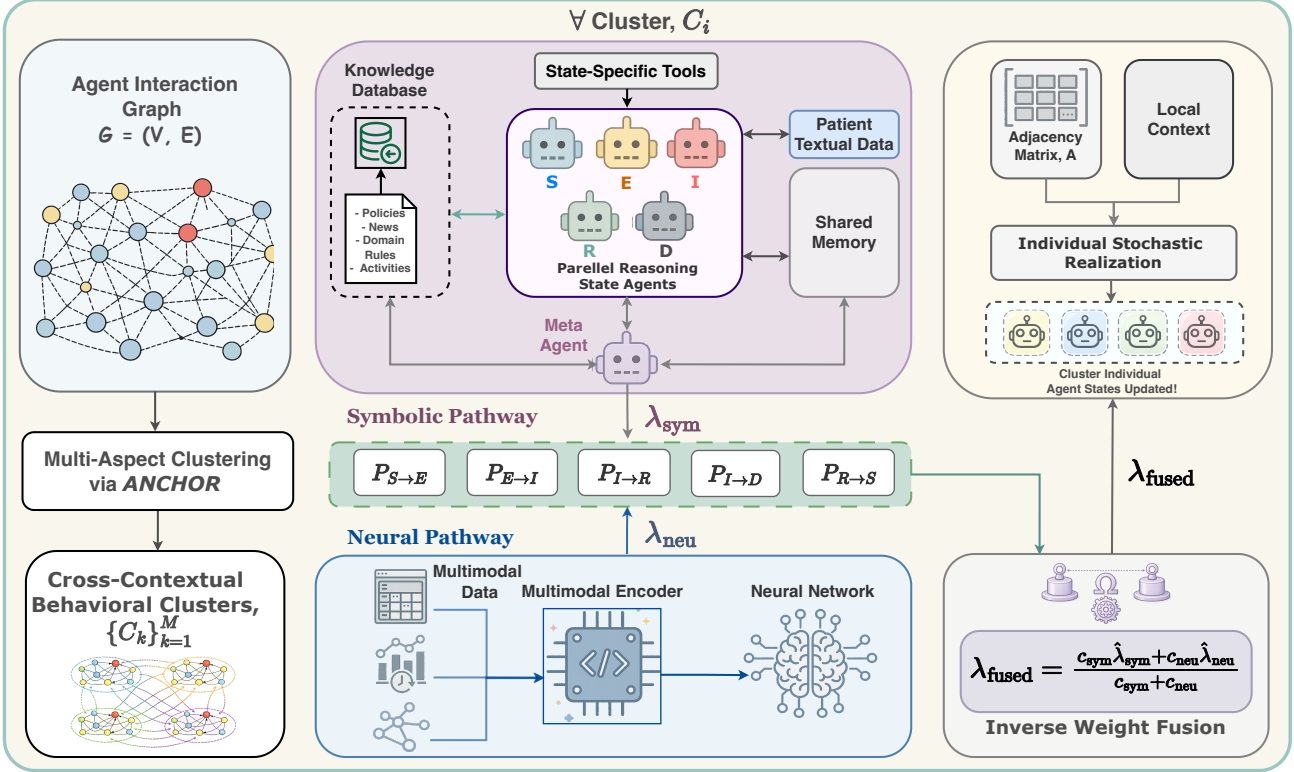 ∀ Cluster, C_i
Agent Interaction
Graph
G = (V, E)
Multi-Aspect Clustering
via ANCHOR
Cross-Contextual
Behavioral Clusters,
{C_k}_{k=1}^{M}
Knowledge
Database
- Policies
- News
- Domain
Rules
- Activities
State-Specific Tools
S
E
I
R
D
Parellel Reasoning
State Agents
Patient
Textual Data
Shared
Memory
Meta
Agent
Symbolic Pathway
λ_sym
P_{S→E}
P_{E→I}
P_{I→R}
P_{I→D}
P_{R→S}
Neural Pathway
λ_neu
Multimodal
Data
Multimodal Encoder
</>
Neural Network
Adjacency
Matrix, A
Local
Context
Individual Stochastic
Realization
Cluster Individual
Agent States Updated!
λ_fused
Ω
λ_fused = (c_sym λ̂_sym + c_neu λ̂_neu) / (c_sym + c_neu)
Inverse Weight Fusion